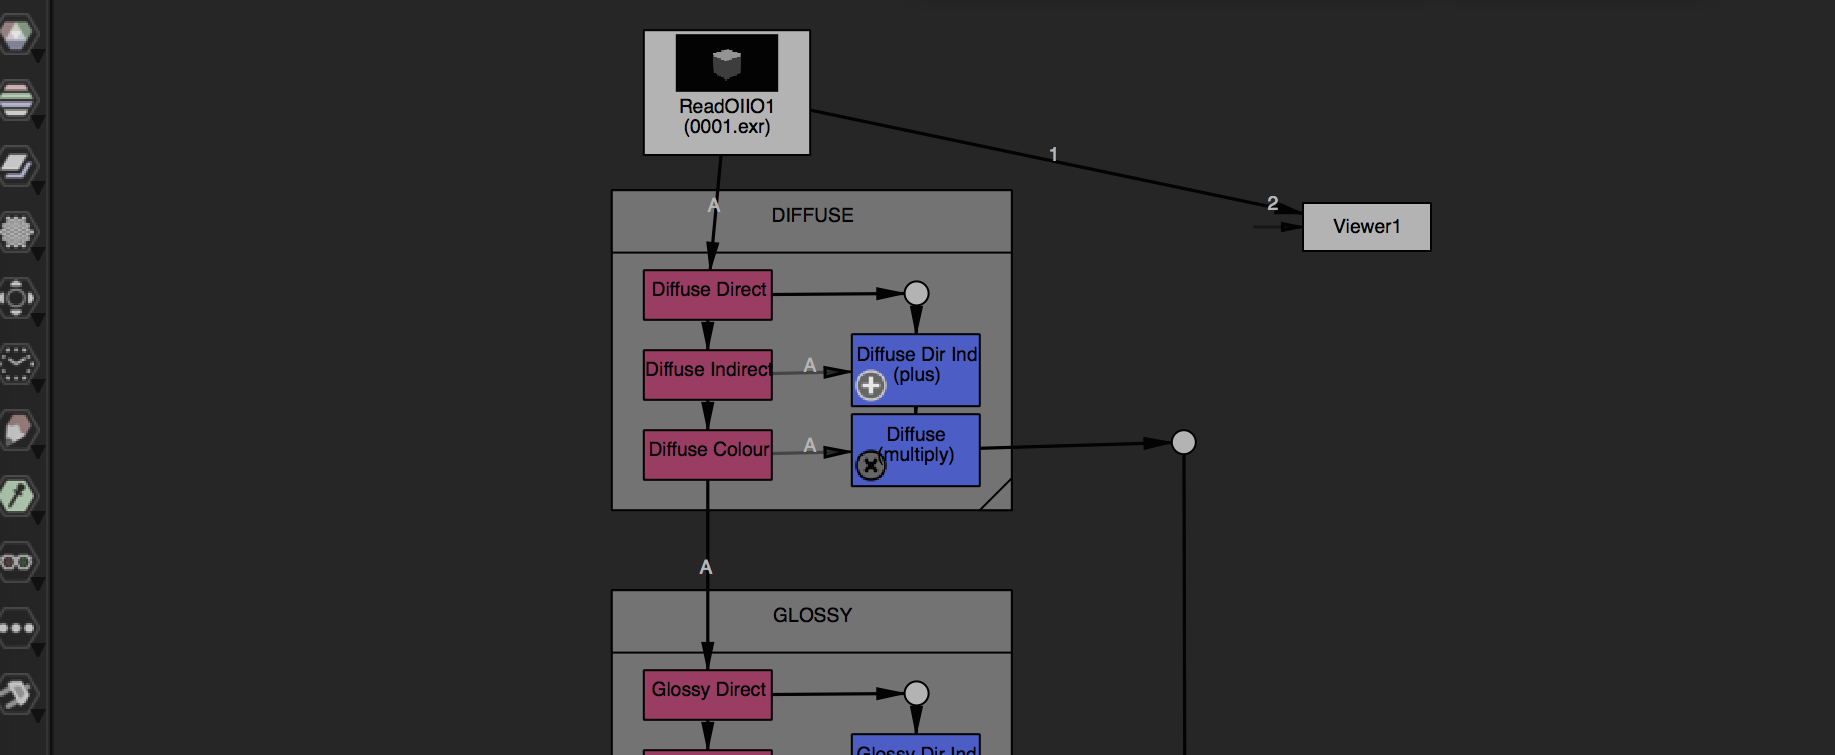 ReadOIIO1
(0001.exr)
1
2
Viewer1
A
DIFFUSE
Diffuse Direct
Diffuse Indirect
A
Diffuse Dir Ind
(plus)
Diffuse Colour
A
Diffuse
(multiply)
A
GLOSSY
Glossy Direct
Glossy Dir Ind